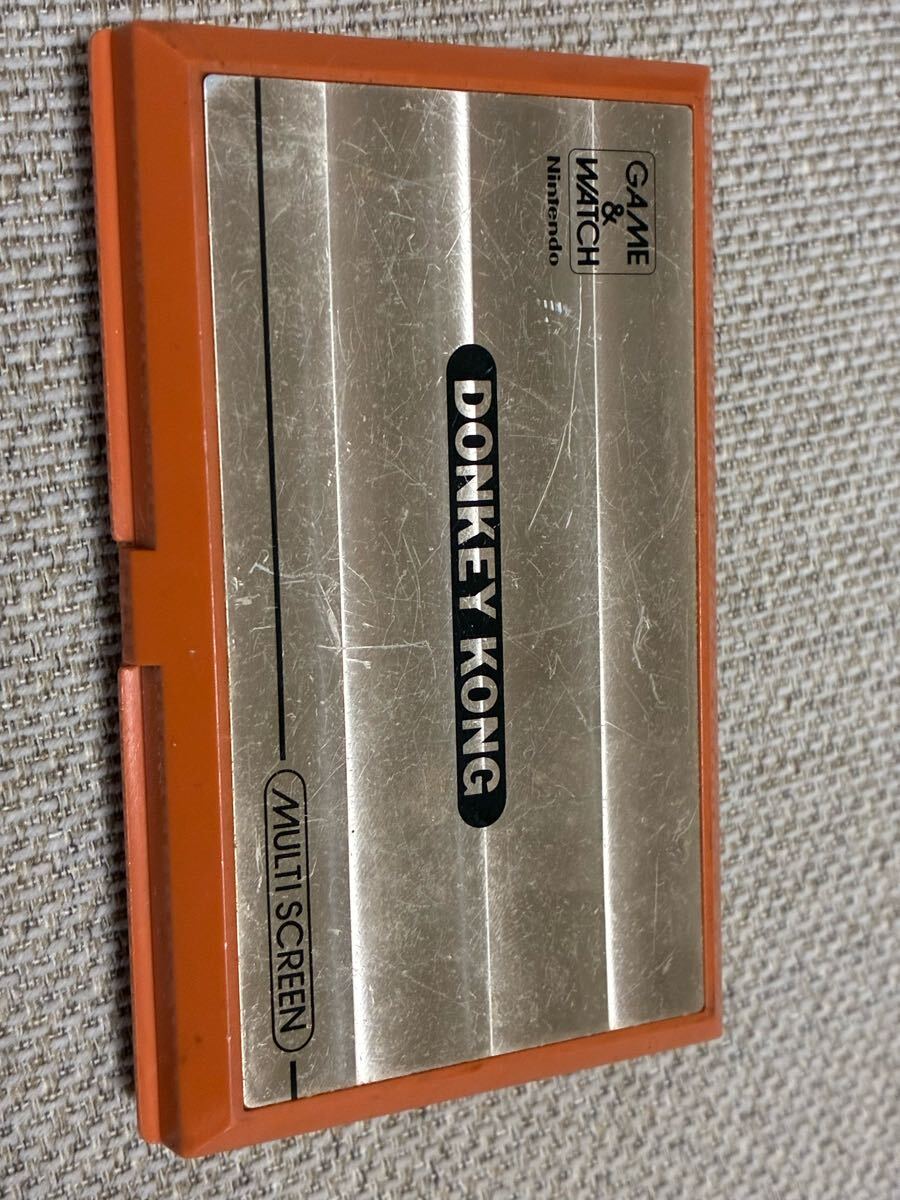 GAME
&
WATCH
Nintendo
DONKEY KONG
MULTI SCREEN